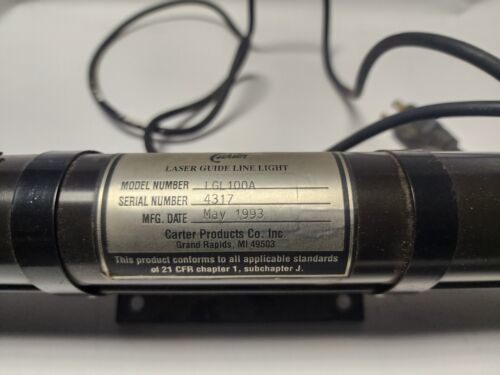 LASER GUIDE LINE LIGHT
MODEL NUMBER LGL100A
SERIAL NUMBER 4317
MFG. DATE May 1993
Carter Products Co. Inc.
Grand Rapids, MI 49503
This product conforms to all applicable standards
of 21 CFR chapter 1, subchapter J.